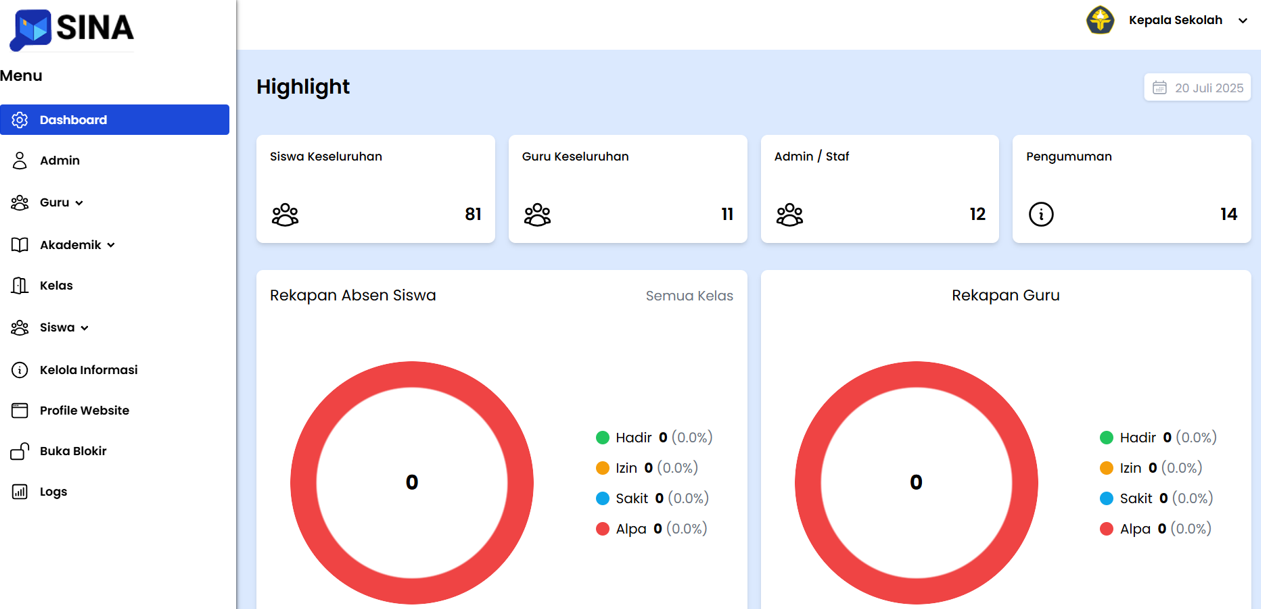 SINA
Kepala Sekolah
Menu
Dashboard
Admin
Guru
Akademik
Kelas
Siswa
Kelola Informasi
Profile Website
Buka Blokir
Logs
Highlight
20 Juli 2025
Siswa Keseluruhan
81
Guru Keseluruhan
11
Admin / Staf
12
Pengumuman
14
Rekapan Absen Siswa
Semua Kelas
0
Hadir 0 (0.0%)
Izin 0 (0.0%)
Sakit 0 (0.0%)
Alpa 0 (0.0%)
Rekapan Guru
0
Hadir 0 (0.0%)
Izin 0 (0.0%)
Sakit 0 (0.0%)
Alpa 0 (0.0%)